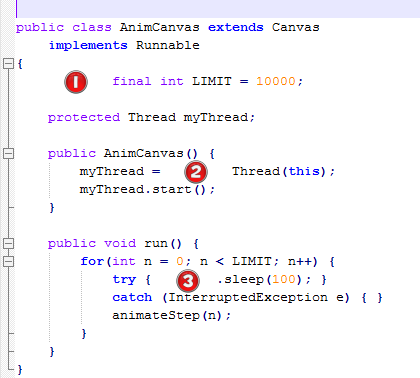 public class AnimCanvas extends Canvas
implements Runnable
{
1 final int LIMIT = 10000;
protected Thread myThread;
public AnimCanvas() {
myThread = 2 Thread(this);
myThread.start();
}
public void run() {
for(int n = 0; n < LIMIT; n++) {
try { 3 .sleep(100); }
catch (InterruptedException e) { }
animateStep(n);
}
}
}